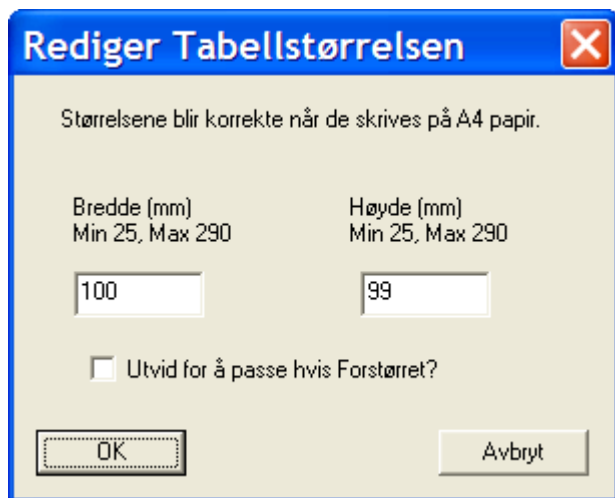 Rediger Tabellstørrelsen
Størrelsene blir korrekte når de skrives på A4 papir.
Bredde (mm)
Min 25, Max 290
Høyde (mm)
Min 25, Max 290
100
99
Utvid for å passe hvis Forstørret?
OK
Avbryt